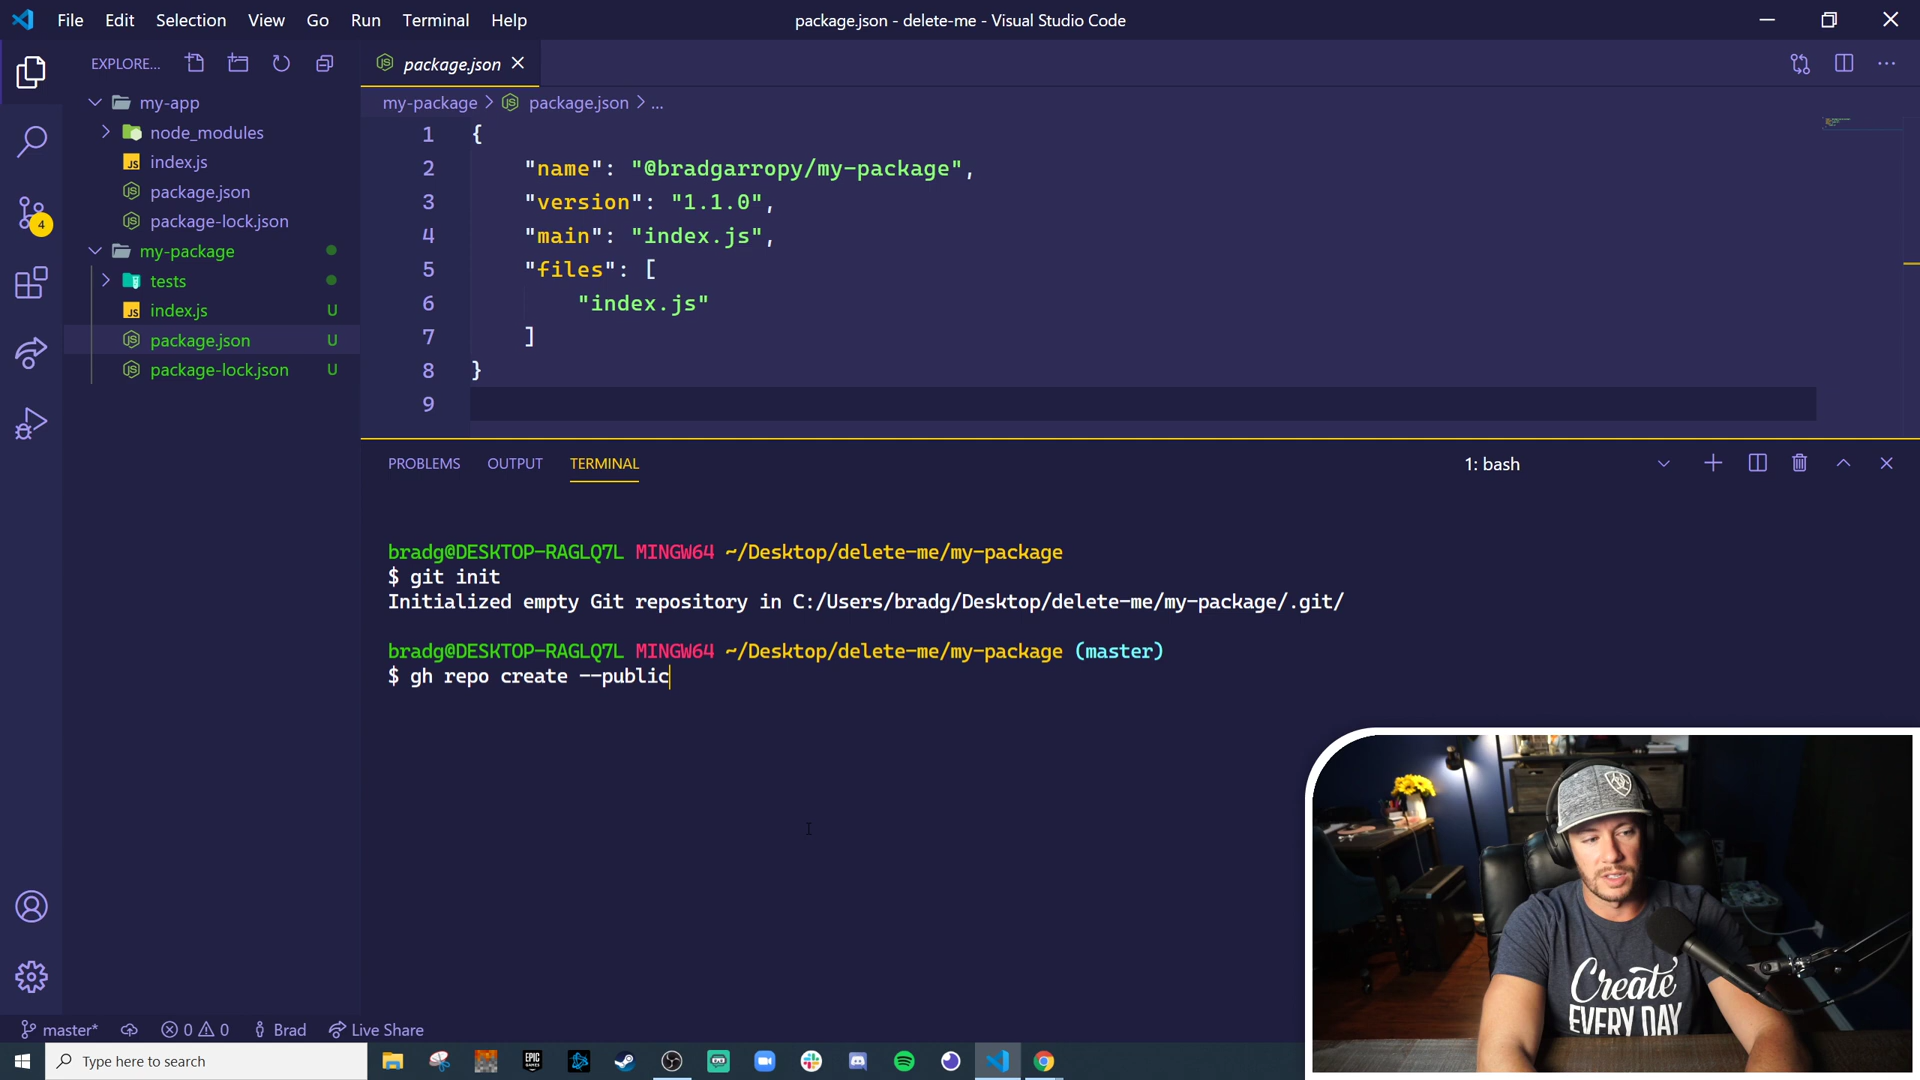 File Edit Selection View Go Run Terminal Help
package.json - delete-me - Visual Studio Code
EXPLORE...
package.json
my-app
my-package > package.json > ...
node_modules
index.js
package.json
package-lock.json
my-package
tests
index.js U
package.json U
package-lock.json U
4
1 {
2 "name": "@bradgarropy/my-package",
3 "version": "1.1.0",
4 "main": "index.js",
5 "files": [
6 "index.js"
7 ]
8 }
9
PROBLEMS OUTPUT TERMINAL
1: bash
bradg@DESKTOP-RAGLQ7L MINGW64 ~/Desktop/delete-me/my-package
$ git init
Initialized empty Git repository in C:/Users/bradg/Desktop/delete-me/my-package/.git/
bradg@DESKTOP-RAGLQ7L MINGW64 ~/Desktop/delete-me/my-package (master)
$ gh repo create --public
Create
EVERY DAY
master* 0 0 Brad Live Share
Type here to search
EPIC GAMES